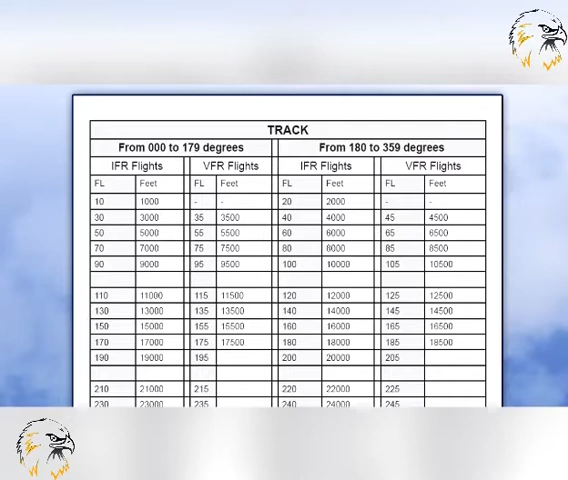 TRACK
From 000 to 179 degrees From 180 to 359 degrees
IFR Flights VFR Flights IFR Flights VFR Flights
FL Feet FL Feet FL Feet FL Feet
10 1000 - - 20 2000 - -
30 3000 35 3500 40 4000 45 4500
50 5000 55 5500 60 6000 65 6500
70 7000 75 7500 80 8000 85 8500
90 9000 95 9500 100 10000 105 10500
110 11000 115 11500 120 12000 125 12500
130 13000 135 13500 140 14000 145 14500
150 15000 155 15500 160 16000 165 16500
170 17000 175 17500 180 18000 185 18500
190 19000 195 200 20000 205
210 21000 215 220 22000 225
230 23000 235 240 24000 245